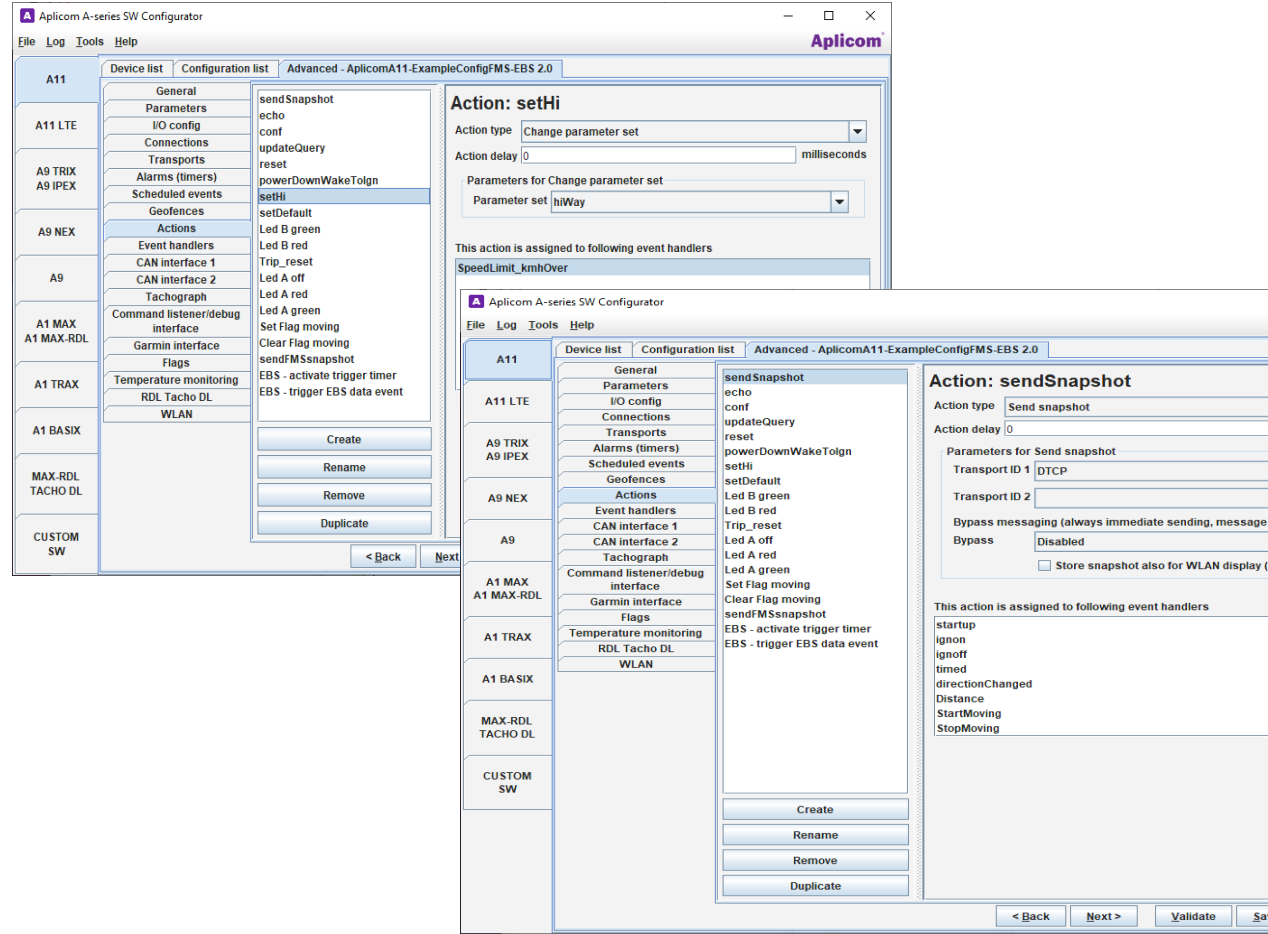 A Aplicom A-series SW Configurator
File Log Tools Help
Aplicom
A11
A11 LTE
A9 TRIX
A9 IPEX
A9 NEX
A9
A1 MAX
A1 MAX-RDL
A1 TRAX
A1 BASIX
MAX-RDL
TACHO DL
CUSTOM
SW
Device list Configuration list Advanced - AplicomA11-ExampleConfigFMS-EBS 2.0
General
Parameters
I/O config
Connections
Transports
Alarms (timers)
Scheduled events
Geofences
Actions
Event handlers
CAN interface 1
CAN interface 2
Tachograph
Command listener/debug
interface
Garmin interface
Flags
Temperature monitoring
RDL Tacho DL
WLAN
sendSnapshot
echo
conf
updateQuery
reset
powerDownWakeToIgn
setHi
setDefault
Led B green
Led B red
Trip_reset
Led A off
Led A red
Led A green
Set Flag moving
Clear Flag moving
sendFMSsnapshot
EBS - activate trigger timer
EBS - trigger EBS data event
Create
Rename
Remove
Duplicate
Action: setHi
Action type Change parameter set
Action delay 0 milliseconds
Parameters for Change parameter set
Parameter set hiWay
This action is assigned to following event handlers
SpeedLimit_kmhOver
< Back Next
A Aplicom A-series SW Configurator
File Log Tools Help
A11
A11 LTE
A9 TRIX
A9 IPEX
A9 NEX
A9
A1 MAX
A1 MAX-RDL
A1 TRAX
A1 BASIX
MAX-RDL
TACHO DL
CUSTOM
SW
Device list Configuration list Advanced - AplicomA11-ExampleConfigFMS-EBS 2.0
General
Parameters
I/O config
Connections
Transports
Alarms (timers)
Scheduled events
Geofences
Actions
Event handlers
CAN interface 1
CAN interface 2
Tachograph
Command listener/debug
interface
Garmin interface
Flags
Temperature monitoring
RDL Tacho DL
WLAN
sendSnapshot
echo
conf
updateQuery
reset
powerDownWakeToIgn
setHi
setDefault
Led B green
Led B red
Trip_reset
Led A off
Led A red
Led A green
Set Flag moving
Clear Flag moving
sendFMSsnapshot
EBS - activate trigger timer
EBS - trigger EBS data event
Create
Rename
Remove
Duplicate
Action: sendSnapshot
Action type Send snapshot
Action delay 0
Parameters for Send snapshot
Transport ID 1 DTCP
Transport ID 2
Bypass messaging (always immediate sending, message
Bypass Disabled
Store snapshot also for WLAN display (
This action is assigned to following event handlers
startup
ignon
ignoff
timed
directionChanged
Distance
StartMoving
StopMoving
< Back Next > Validate Sa